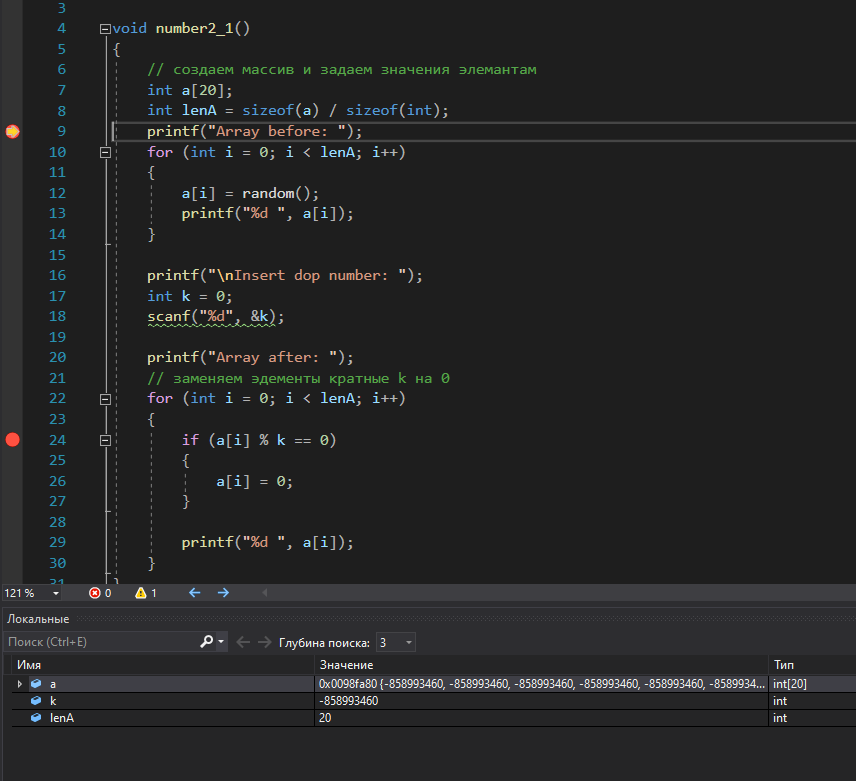 3
4 void number2_1()
5 {
6 // создаем массив и задаем значения элемантам
7 int a[20];
8 int lenA = sizeof(a) / sizeof(int);
9 printf("Array before: ");
10 for (int i = 0; i < lenA; i++)
11 {
12 a[i] = random();
13 printf("%d ", a[i]);
14 }
15
16 printf("\nInsert dop number: ");
17 int k = 0;
18 scanf("%d", &k);
19
20 printf("Array after: ");
21 // заменяем эдементы кратные k на 0
22 for (int i = 0; i < lenA; i++)
23 {
24 if (a[i] % k == 0)
25 {
26 a[i] = 0;
27 }
28
29 printf("%d ", a[i]);
30 }
31 }
121 % 0 1
Локальные
Поиск (Ctrl+E) Глубина поиска: 3
Имя Значение Тип
a 0x0098fa80 {-858993460, -858993460, -858993460, -858993460, -858993460, -8589934... int[20]
k -858993460 int
lenA 20 int